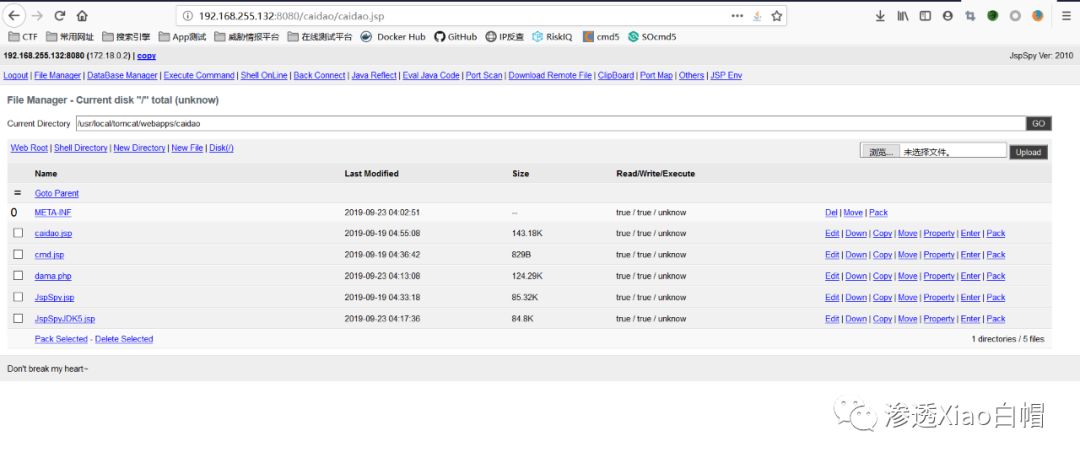 192.168.255.132:8080/caidao/caidao.jsp
CTF 常用网址 搜索引擎 App测试 威胁情报平台 在线测试平台 Docker Hub GitHub IP反查 RiskIQ cmd5 SOcmd5
192.168.255.132:8080 (172.18.0.2) | copy JspSpy Ver: 2010
Logout | File Manager | DataBase Manager | Execute Command | Shell OnLine | Back Connect | Java Reflect | Eval Java Code | Port Scan | Download Remote File | ClipBoard | Port Map | Others | JSP Env
File Manager - Current disk "/" total (unknow)
Current Directory /usr/local/tomcat/webapps/caidao GO
Web Root | Shell Directory | New Directory | New File | Disk(/) 浏览... 未选择文件。 Upload
Name Last Modified Size Read/Write/Execute
= Goto Parent
0 META-INF 2019-09-23 04:02:51 -- true / true / unknow Del | Move | Pack
caidao.jsp 2019-09-19 04:55:08 143.18K true / true / unknow Edit | Down | Copy | Move | Property | Enter | Pack
cmd.jsp 2019-09-19 04:36:42 829B true / true / unknow Edit | Down | Copy | Move | Property | Enter | Pack
dama.php 2019-09-23 04:13:08 124.29K true / true / unknow Edit | Down | Copy | Move | Property | Enter | Pack
JspSpy.jsp 2019-09-19 04:33:18 85.32K true / true / unknow Edit | Down | Copy | Move | Property | Enter | Pack
JspSpyJDK5.jsp 2019-09-23 04:17:36 84.8K true / true / unknow Edit | Down | Copy | Move | Property | Enter | Pack
Pack Selected - Delete Selected 1 directories / 5 files
Don't break my heart~
渗透Xiao白帽